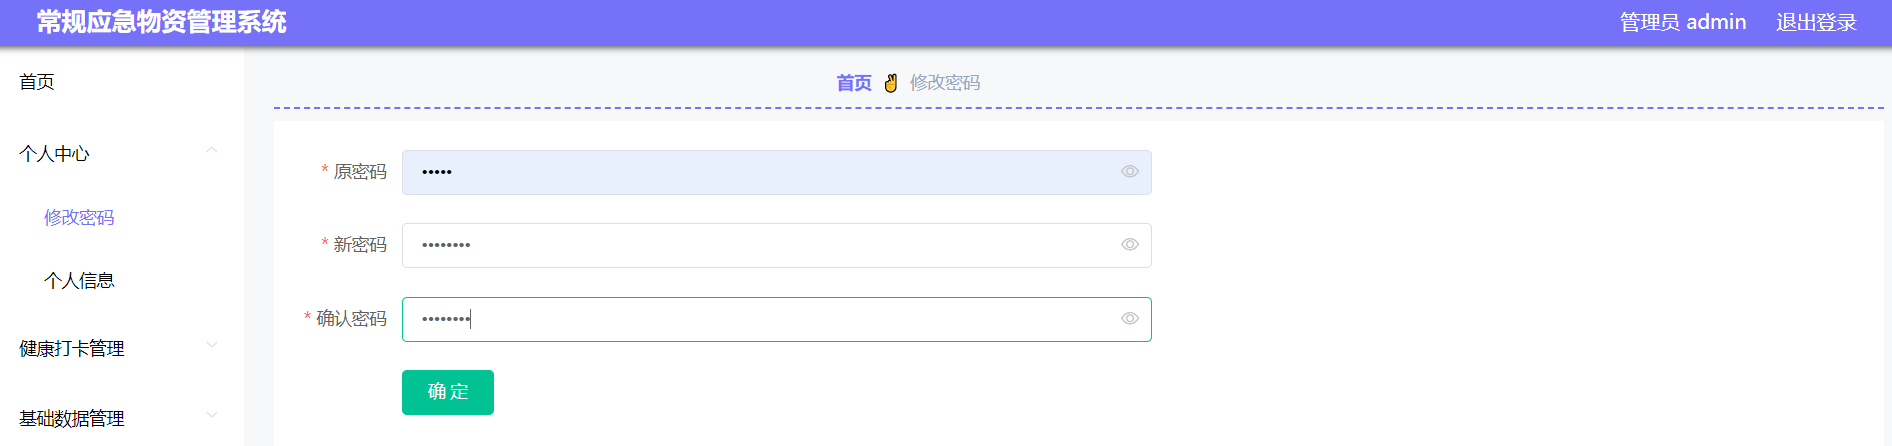 常规应急物资管理系统
管理员 admin
退出登录
首页
个人中心
修改密码
个人信息
健康打卡管理
基础数据管理
首页 ✌ 修改密码
* 原密码 •••••
* 新密码 ••••••••
* 确认密码 ••••••••
确定